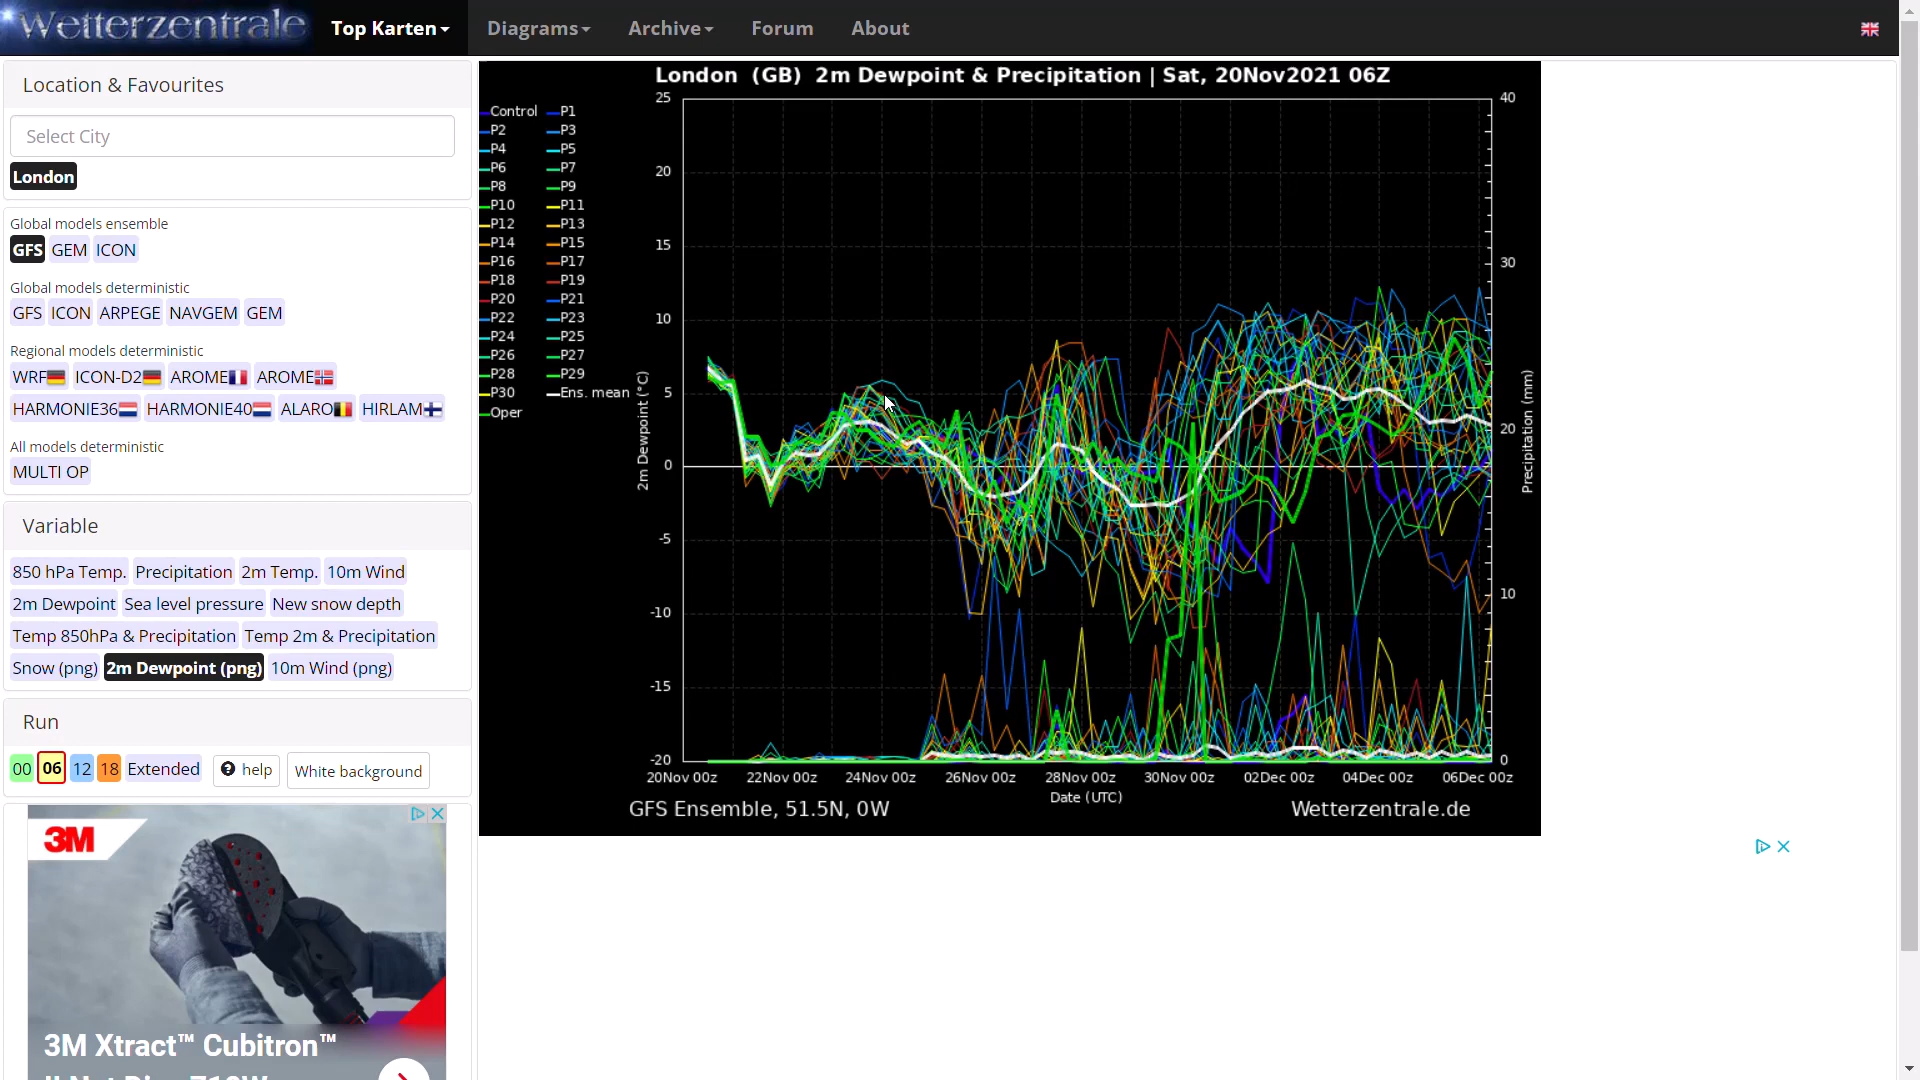 Wetterzentrale
Top Karten
Diagrams
Archive
Forum
About
Location & Favourites
Select City
London
Global models ensemble
GFS GEM ICON
Global models deterministic
GFS ICON ARPEGE NAVGEM GEM
Regional models deterministic
WRF ICON-D2 AROME AROME
HARMONIE36 HARMONIE40 ALARO HIRLAM
All models deterministic
MULTI OP
Variable
850 hPa Temp. Precipitation 2m Temp. 10m Wind
2m Dewpoint Sea level pressure New snow depth
Temp 850hPa & Precipitation Temp 2m & Precipitation
Snow (png) 2m Dewpoint (png) 10m Wind (png)
Run
00 06 12 18 Extended ? help White background
3M
3M Xtract™ Cubitron™
London (GB) 2m Dewpoint & Precipitation | Sat, 20Nov2021 06Z
Control P1
P2 P3
P4 P5
P6 P7
P8 P9
P10 P11
P12 P13
P14 P15
P16 P17
P18 P19
P20 P21
P22 P23
P24 P25
P26 P27
P28 P29
P30 Ens. mean
Oper
2m Dewpoint (°C)
25
20
15
10
5
0
-5
-10
-15
-20
40
30
20
10
0
Precipitation (mm)
20Nov 00z 22Nov 00z 24Nov 00z 26Nov 00z 28Nov 00z 30Nov 00z 02Dec 00z 04Dec 00z 06Dec 00z
Date (UTC)
GFS Ensemble, 51.5N, 0W
Wetterzentrale.de